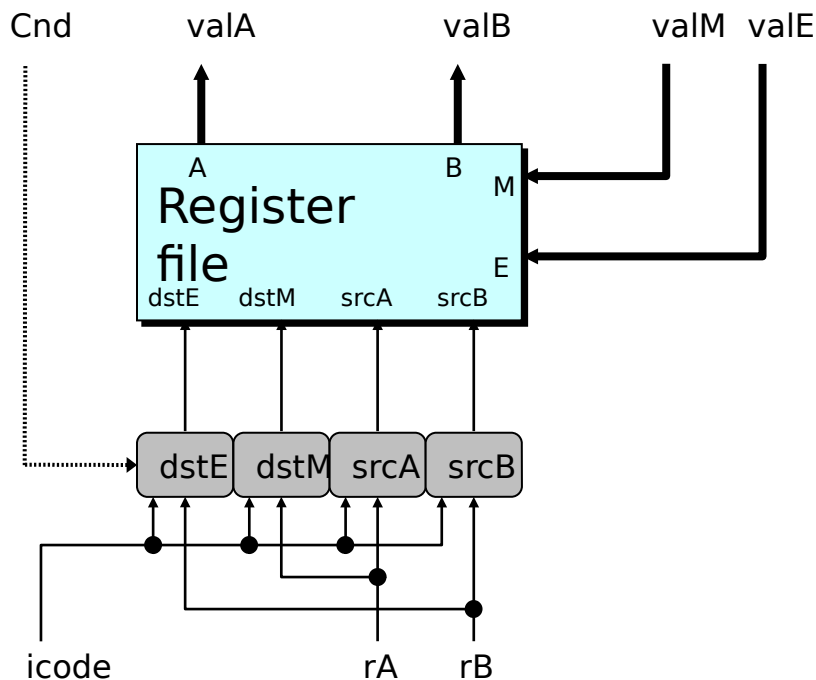 Cnd valA valB valM valE
A B
M
Register
file
E
dstE dstM srcA srcB
dstE dstM srcA srcB
icode rA rB